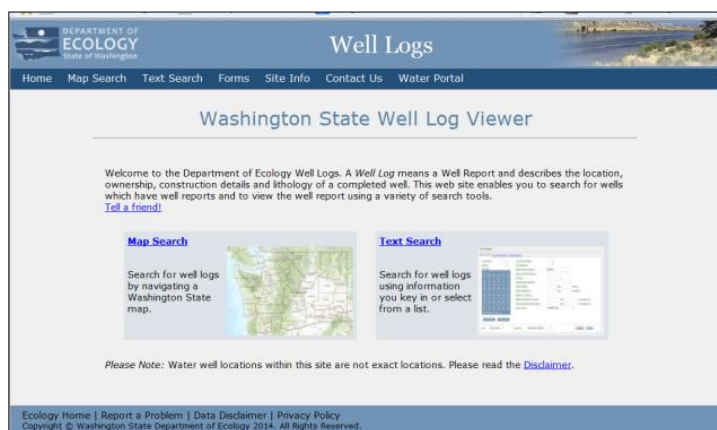 DEPARTMENT OF
ECOLOGY
State of Washington
Well Logs
Home Map Search Text Search Forms Site Info Contact Us Water Portal
Washington State Well Log Viewer
Welcome to the Department of Ecology Well Logs. A Well Log means a Well Report and describes the location,
ownership, construction details and lithology of a completed well. This web site enables you to search for wells
which have well reports and to view the well report using a variety of search tools.
Tell a friend!
Map Search
Search for well logs
by navigating a
Washington State
map.
Text Search
Search for well logs
using information
you key in or select
from a list.
Please Note: Water well locations within this site are not exact locations. Please read the Disclaimer.
Ecology Home | Report a Problem | Data Disclaimer | Privacy Policy
Copyright © Washington State Department of Ecology 2014. All Rights Reserved.